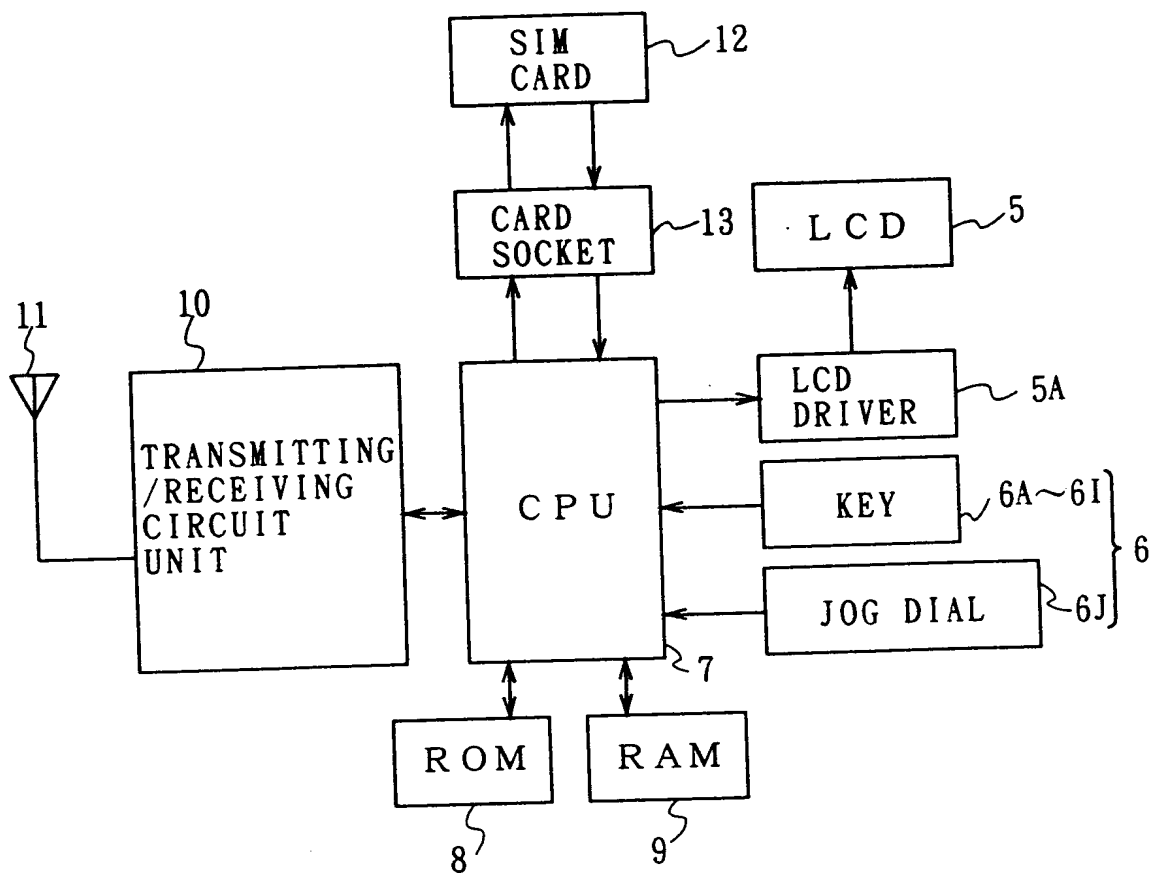 SIM
CARD
12
CARD
SOCKET
13
LCD
5
11
10
LCD
DRIVER
5A
TRANSMITTING
/RECEIVING
CIRCUIT
UNIT
CPU
KEY
6A～6I
6
JOG DIAL
6J
7
ROM
RAM
8
9